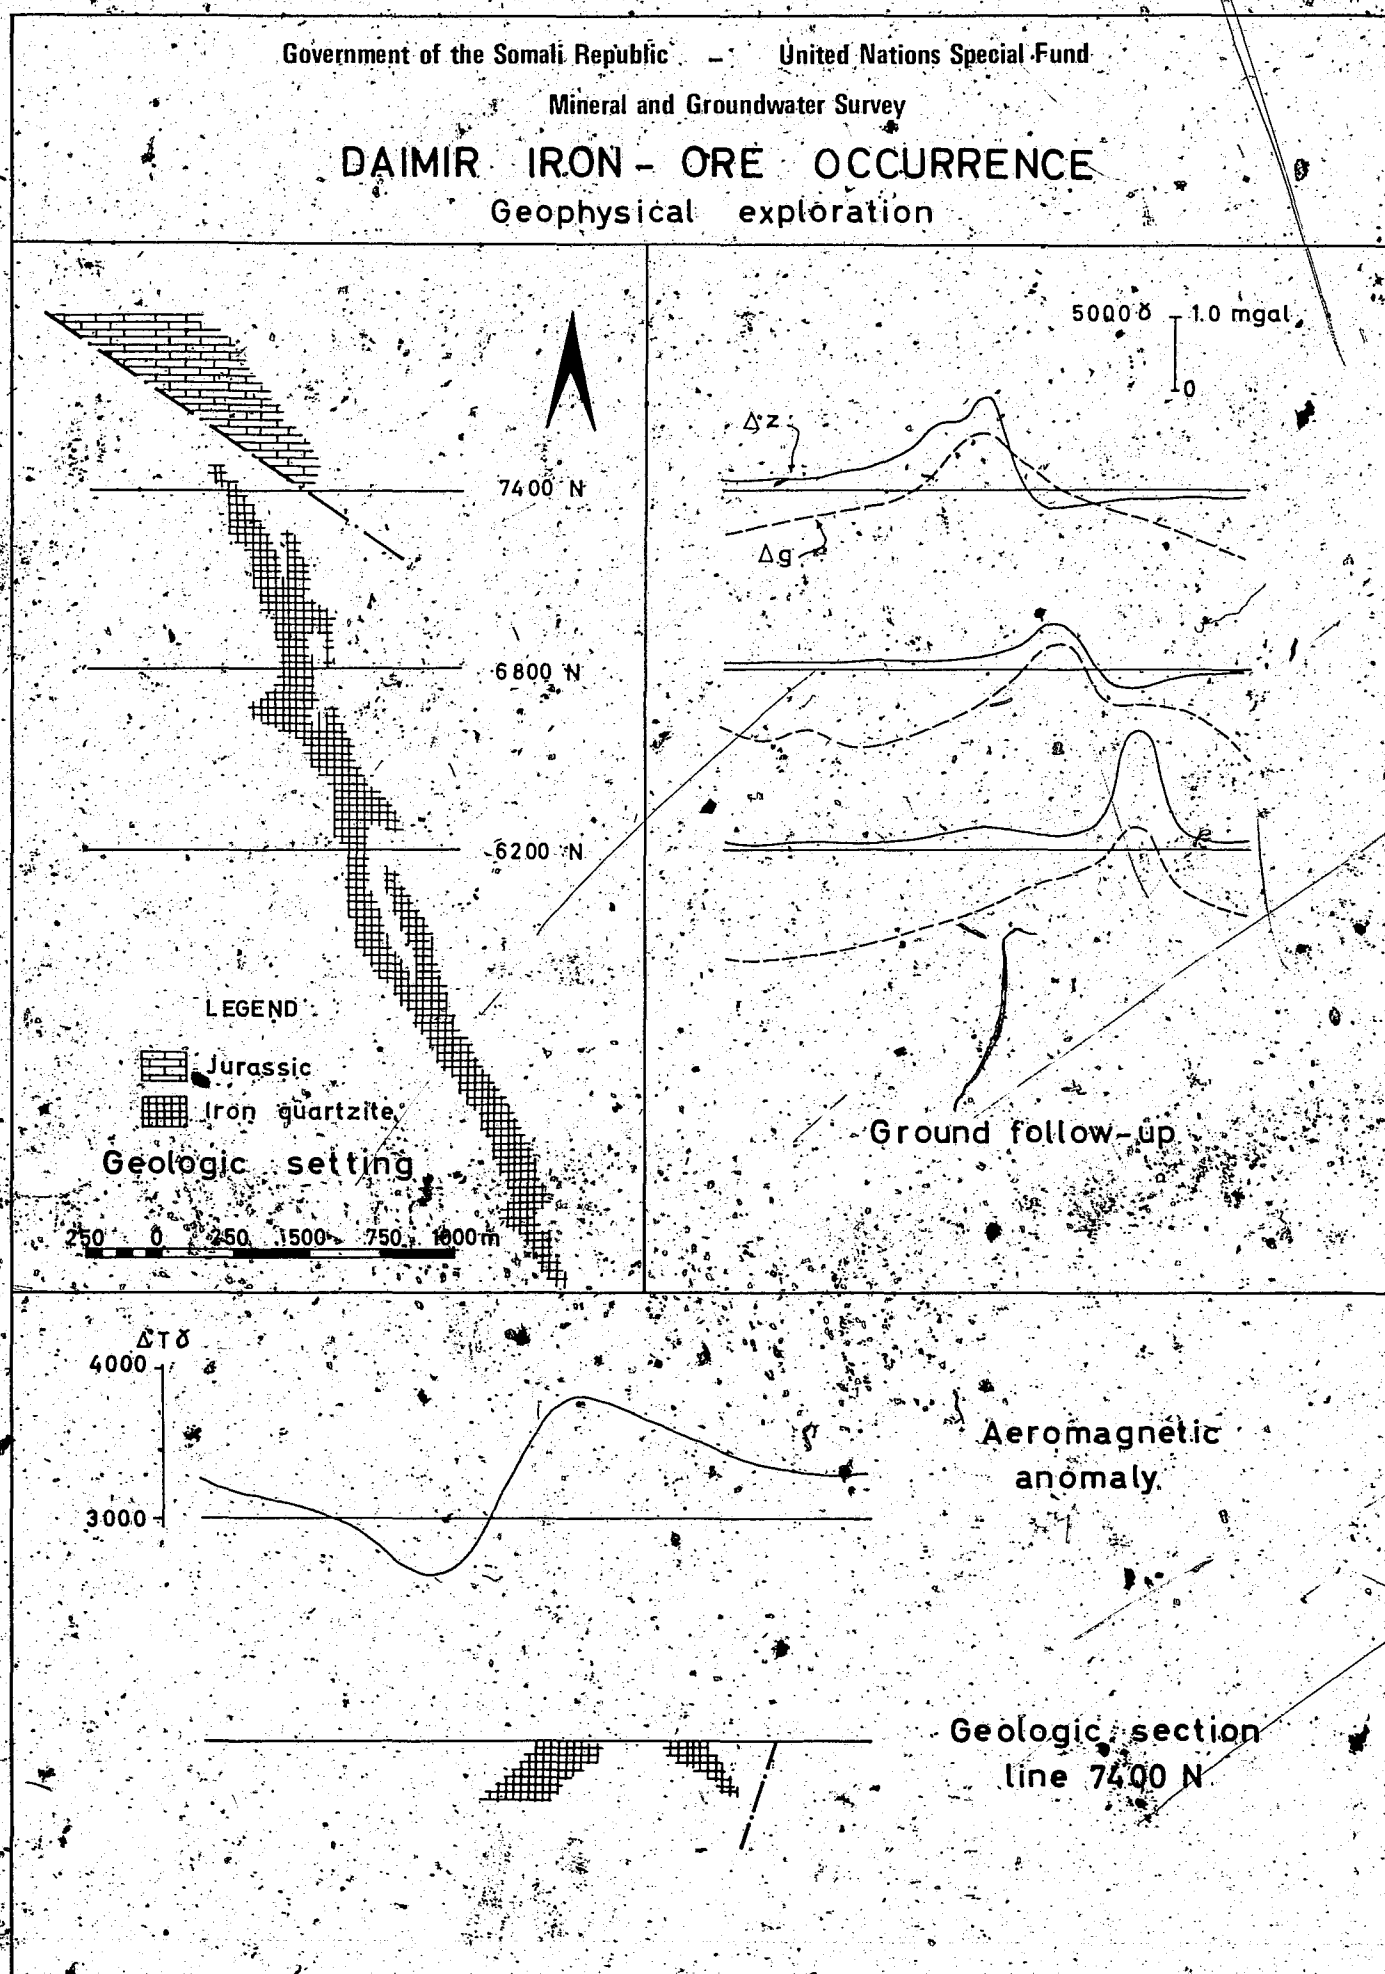 Government of the Somali Republic – United Nations Special Fund
Mineral and Groundwater Survey
DAIMIR IRON - ORE OCCURRENCE
Geophysical exploration
7400 N
6800 N
6200 N
LEGEND
Jurassic
Iron quartzite
Geologic setting
250 0 250 500 750 1000 m
5000 ɣ 1.0 mgal.
0
Δz
Δg
Ground follow-up
ΔT ɣ
4000
3000
Aeromagnetic
anomaly.
Geologic section
line 7400 N